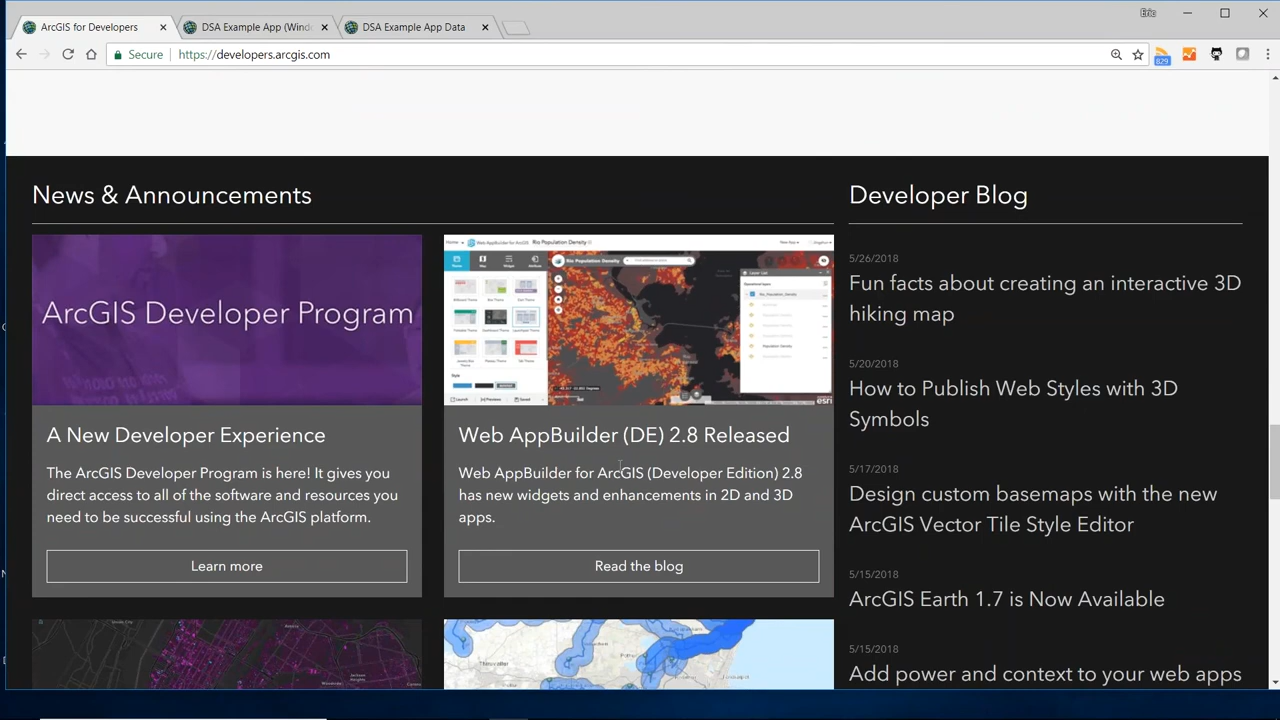 ArcGIS for Developers
DSA Example App (Wind
DSA Example App Data
Eric
Secure
https://developers.arcgis.com
829
News & Announcements
Developer Blog
ArcGIS Developer Program
Rio Population Density
A New Developer Experience
The ArcGIS Developer Program is here! It gives you
direct access to all of the software and resources you
need to be successful using the ArcGIS platform.
Learn more
Web AppBuilder (DE) 2.8 Released
Web AppBuilder for ArcGIS (Developer Edition) 2.8
has new widgets and enhancements in 2D and 3D
apps.
Read the blog
5/26/2018
Fun facts about creating an interactive 3D
hiking map
5/20/2018
How to Publish Web Styles with 3D
Symbols
5/17/2018
Design custom basemaps with the new
ArcGIS Vector Tile Style Editor
5/15/2018
ArcGIS Earth 1.7 is Now Available
5/15/2018
Add power and context to your web apps